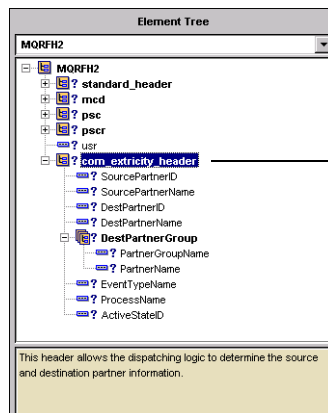 Element Tree
MQRFH2
MQRFH2
? standard_header
? mcd
? psc
? pscr
? usr
? com_extricity_header
? SourcePartnerID
? SourcePartnerName
? DestPartnerID
? DestPartnerName
? DestPartnerGroup
? PartnerGroupName
? PartnerName
? EventTypeName
? ProcessName
? ActiveStateID
This header allows the dispatching logic to determine the source
and destination partner information.